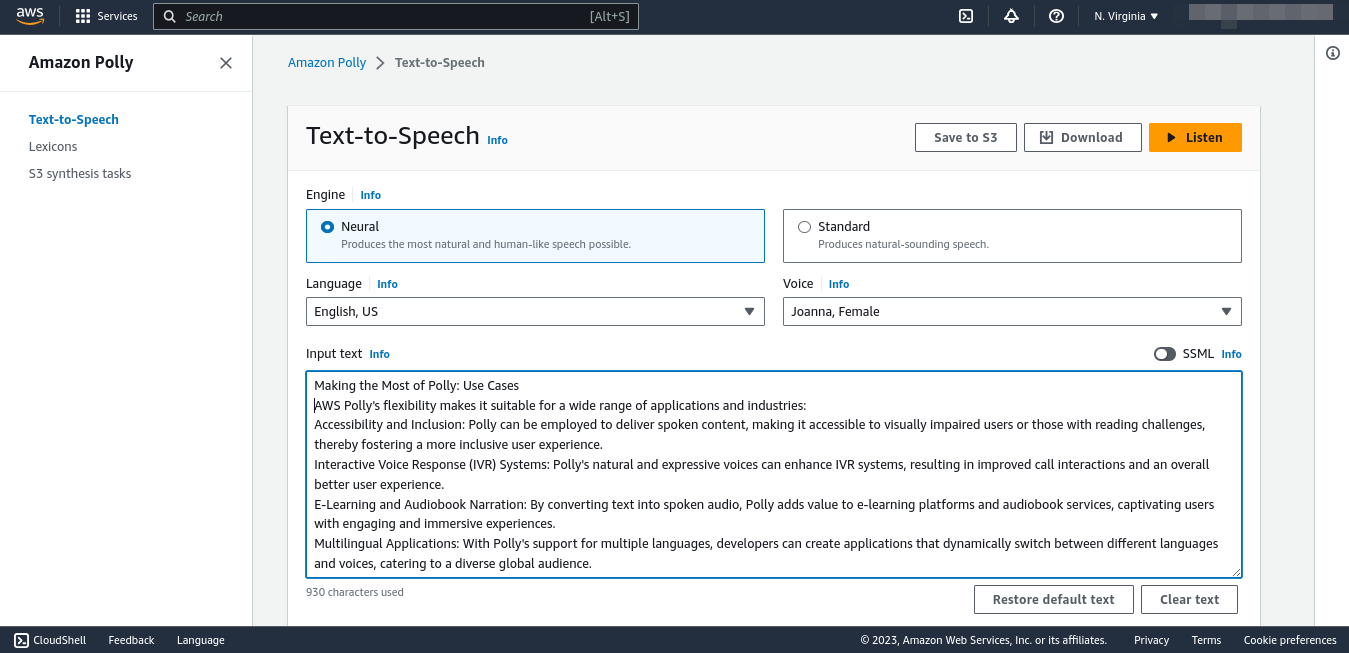 aws
Services
Search
[Alt+S]
N. Virginia
Amazon Polly
Text-to-Speech
Lexicons
S3 synthesis tasks
Amazon Polly
Text-to-Speech
Text-to-Speech Info
Save to S3
Download
Listen
Engine Info
Neural
Produces the most natural and human-like speech possible.
Standard
Produces natural-sounding speech.
Language Info
English, US
Voice Info
Joanna, Female
Input text Info
SSML Info
Making the Most of Polly: Use Cases
AWS Polly's flexibility makes it suitable for a wide range of applications and industries:
Accessibility and Inclusion: Polly can be employed to deliver spoken content, making it accessible to visually impaired users or those with reading challenges,
thereby fostering a more inclusive user experience.
Interactive Voice Response (IVR) Systems: Polly's natural and expressive voices can enhance IVR systems, resulting in improved call interactions and an overall
better user experience.
E-Learning and Audiobook Narration: By converting text into spoken audio, Polly adds value to e-learning platforms and audiobook services, captivating users
with engaging and immersive experiences.
Multilingual Applications: With Polly's support for multiple languages, developers can create applications that dynamically switch between different languages
and voices, catering to a diverse global audience.
930 characters used
Restore default text
Clear text
CloudShell
Feedback
Language
© 2023, Amazon Web Services, Inc. or its affiliates.
Privacy
Terms
Cookie preferences